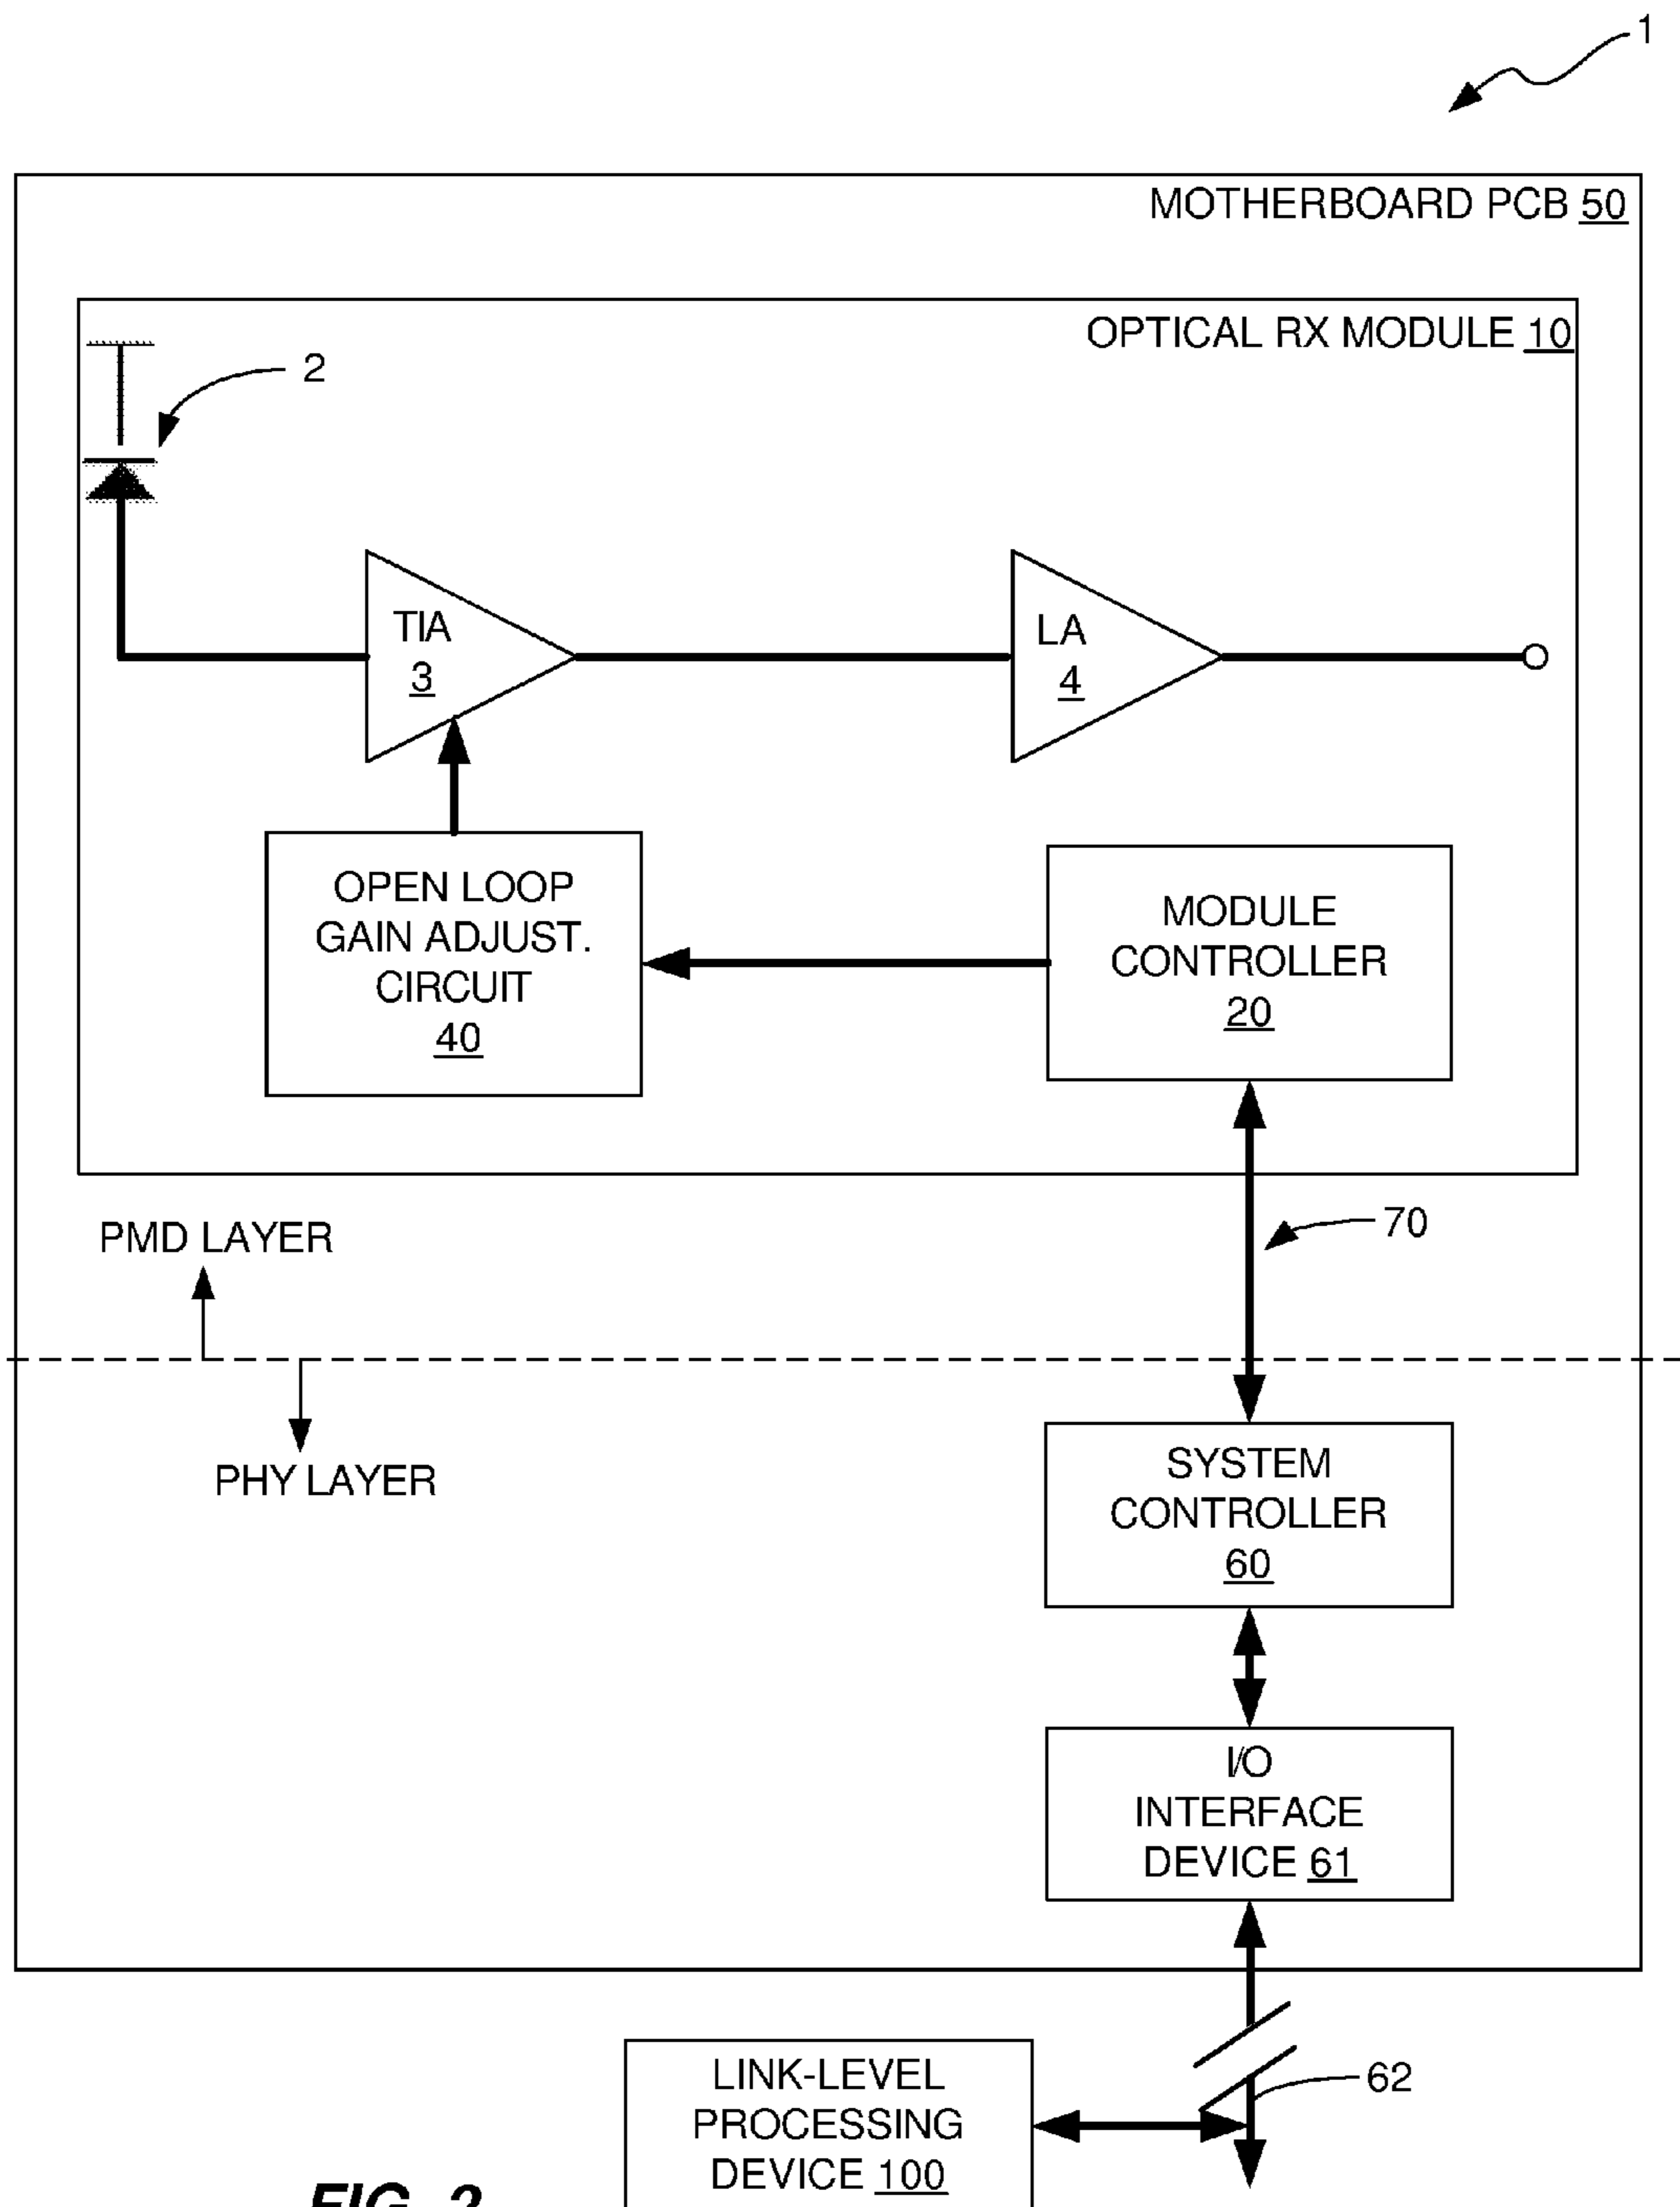 1
MOTHERBOARD PCB 50
OPTICAL RX MODULE 10
2
TIA
3
LA
4
OPEN LOOP
GAIN ADJUST.
CIRCUIT
40
MODULE
CONTROLLER
20
PMD LAYER
70
PHY LAYER
SYSTEM
CONTROLLER
60
I/O
INTERFACE
DEVICE 61
LINK-LEVEL
PROCESSING
DEVICE 100
62
FIG. 2